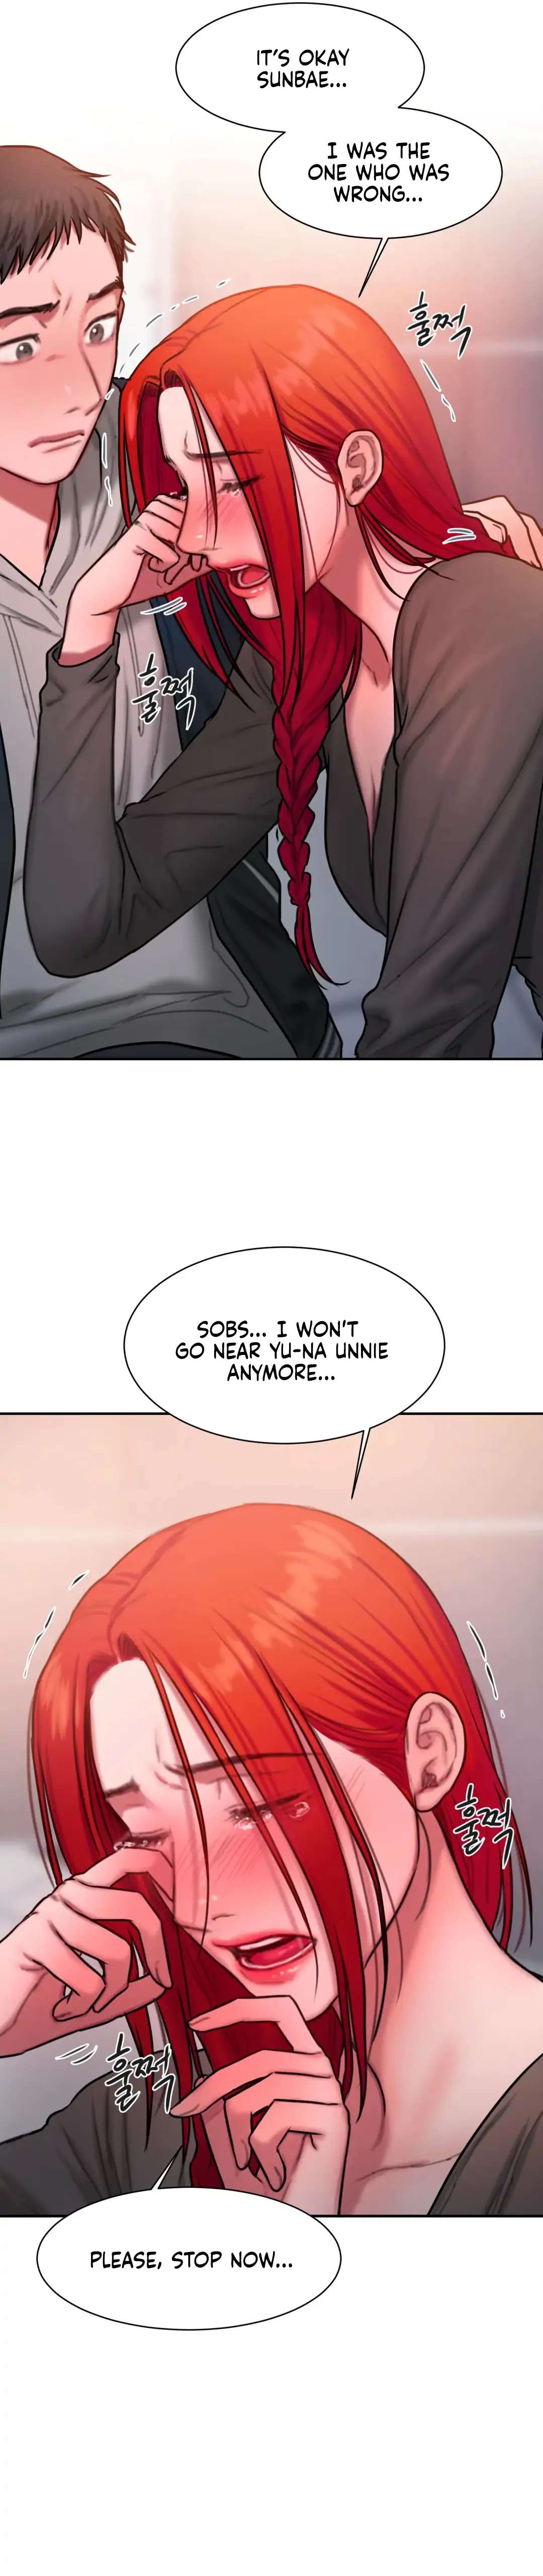 IT'S OKAY
SUNBAE...
I WAS THE
ONE WHO WAS
WRONG...
훌쩍
훌쩍
SOBS... I WON'T
GO NEAR YU-NA UNNIE
ANYMORE...
훌쩍
훌쩍
PLEASE, STOP NOW...